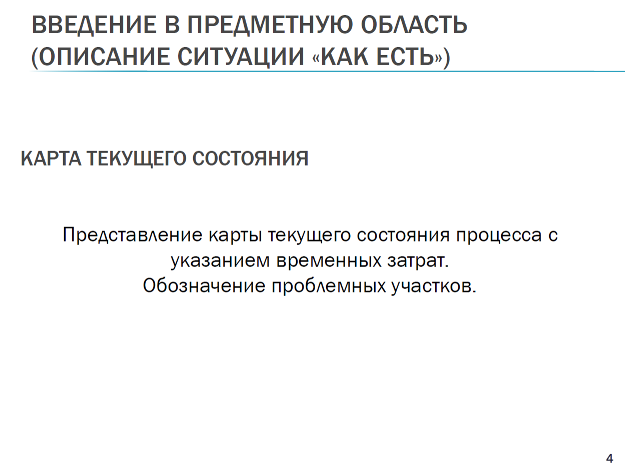 ВВЕДЕНИЕ В ПРЕДМЕТНУЮ ОБЛАСТЬ
(ОПИСАНИЕ СИТУАЦИИ «КАК ЕСТЬ»)
КАРТА ТЕКУЩЕГО СОСТОЯНИЯ
Представление карты текущего состояния процесса с
указанием временных затрат.
Обозначение проблемных участков.
4